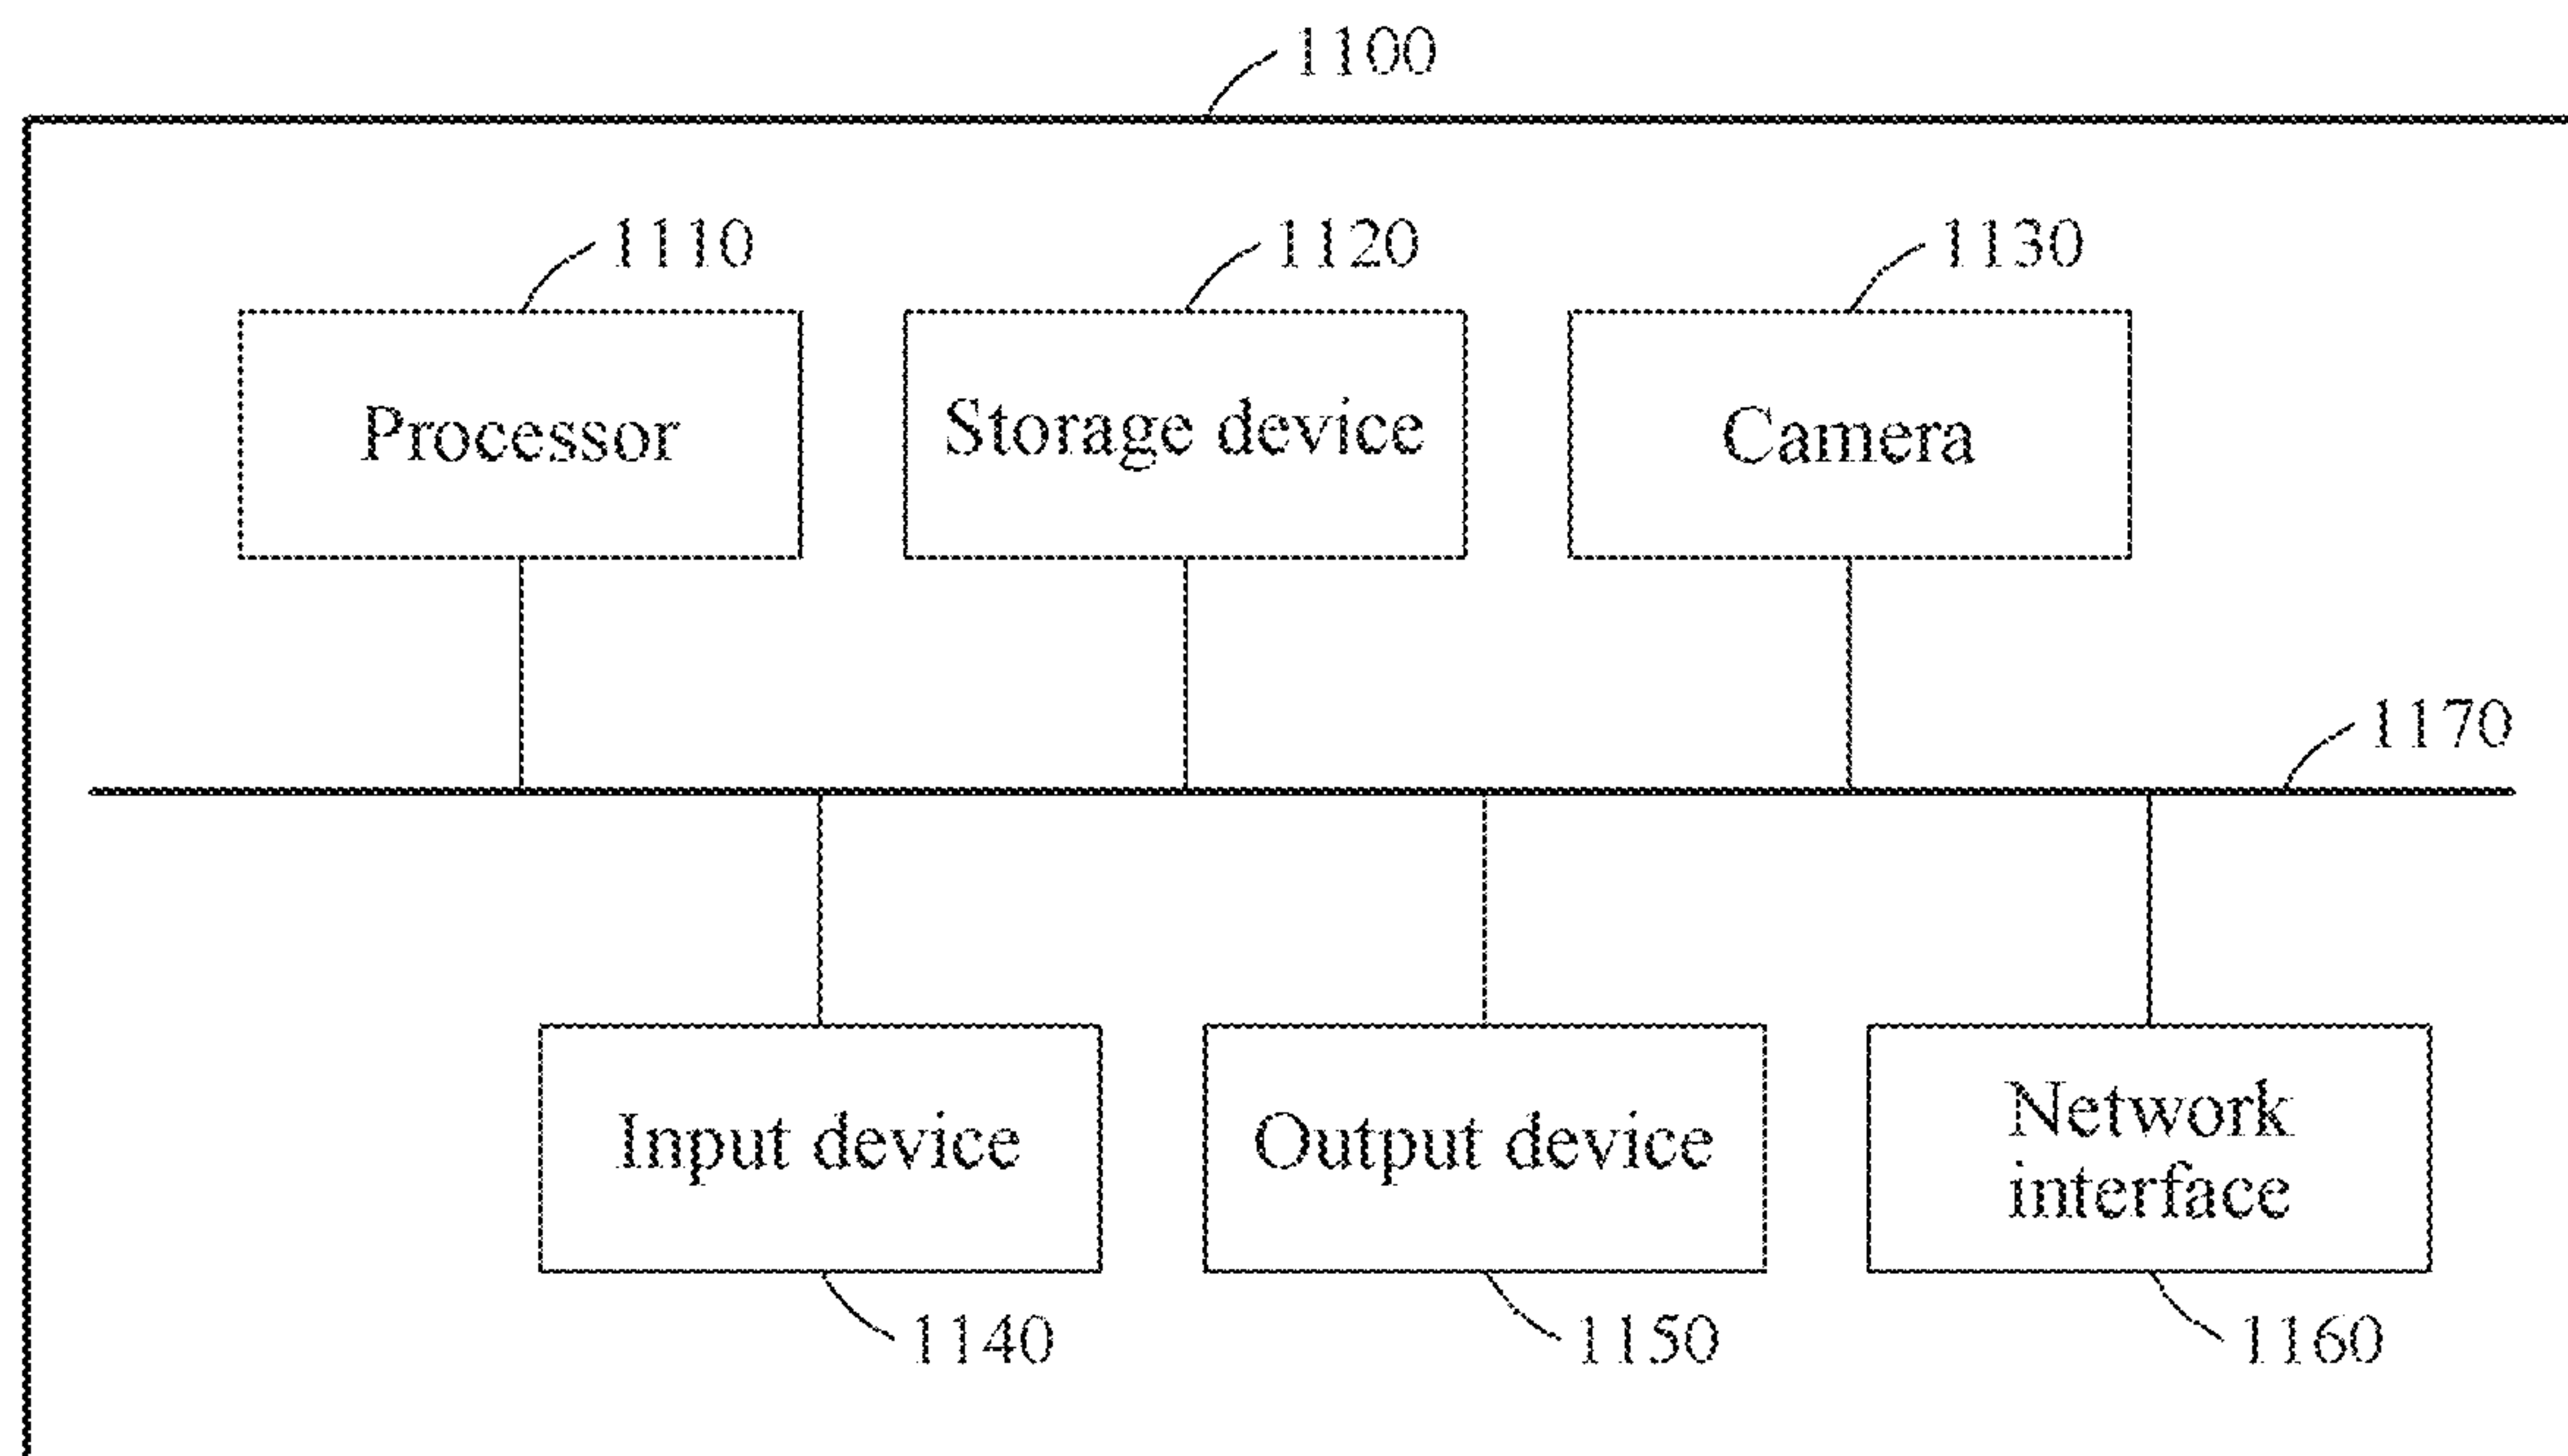 1100
1110
1120
1130
Processor
Storage device
Camera
1170
Input device
Output device
Network
interface
1140
1150
1160